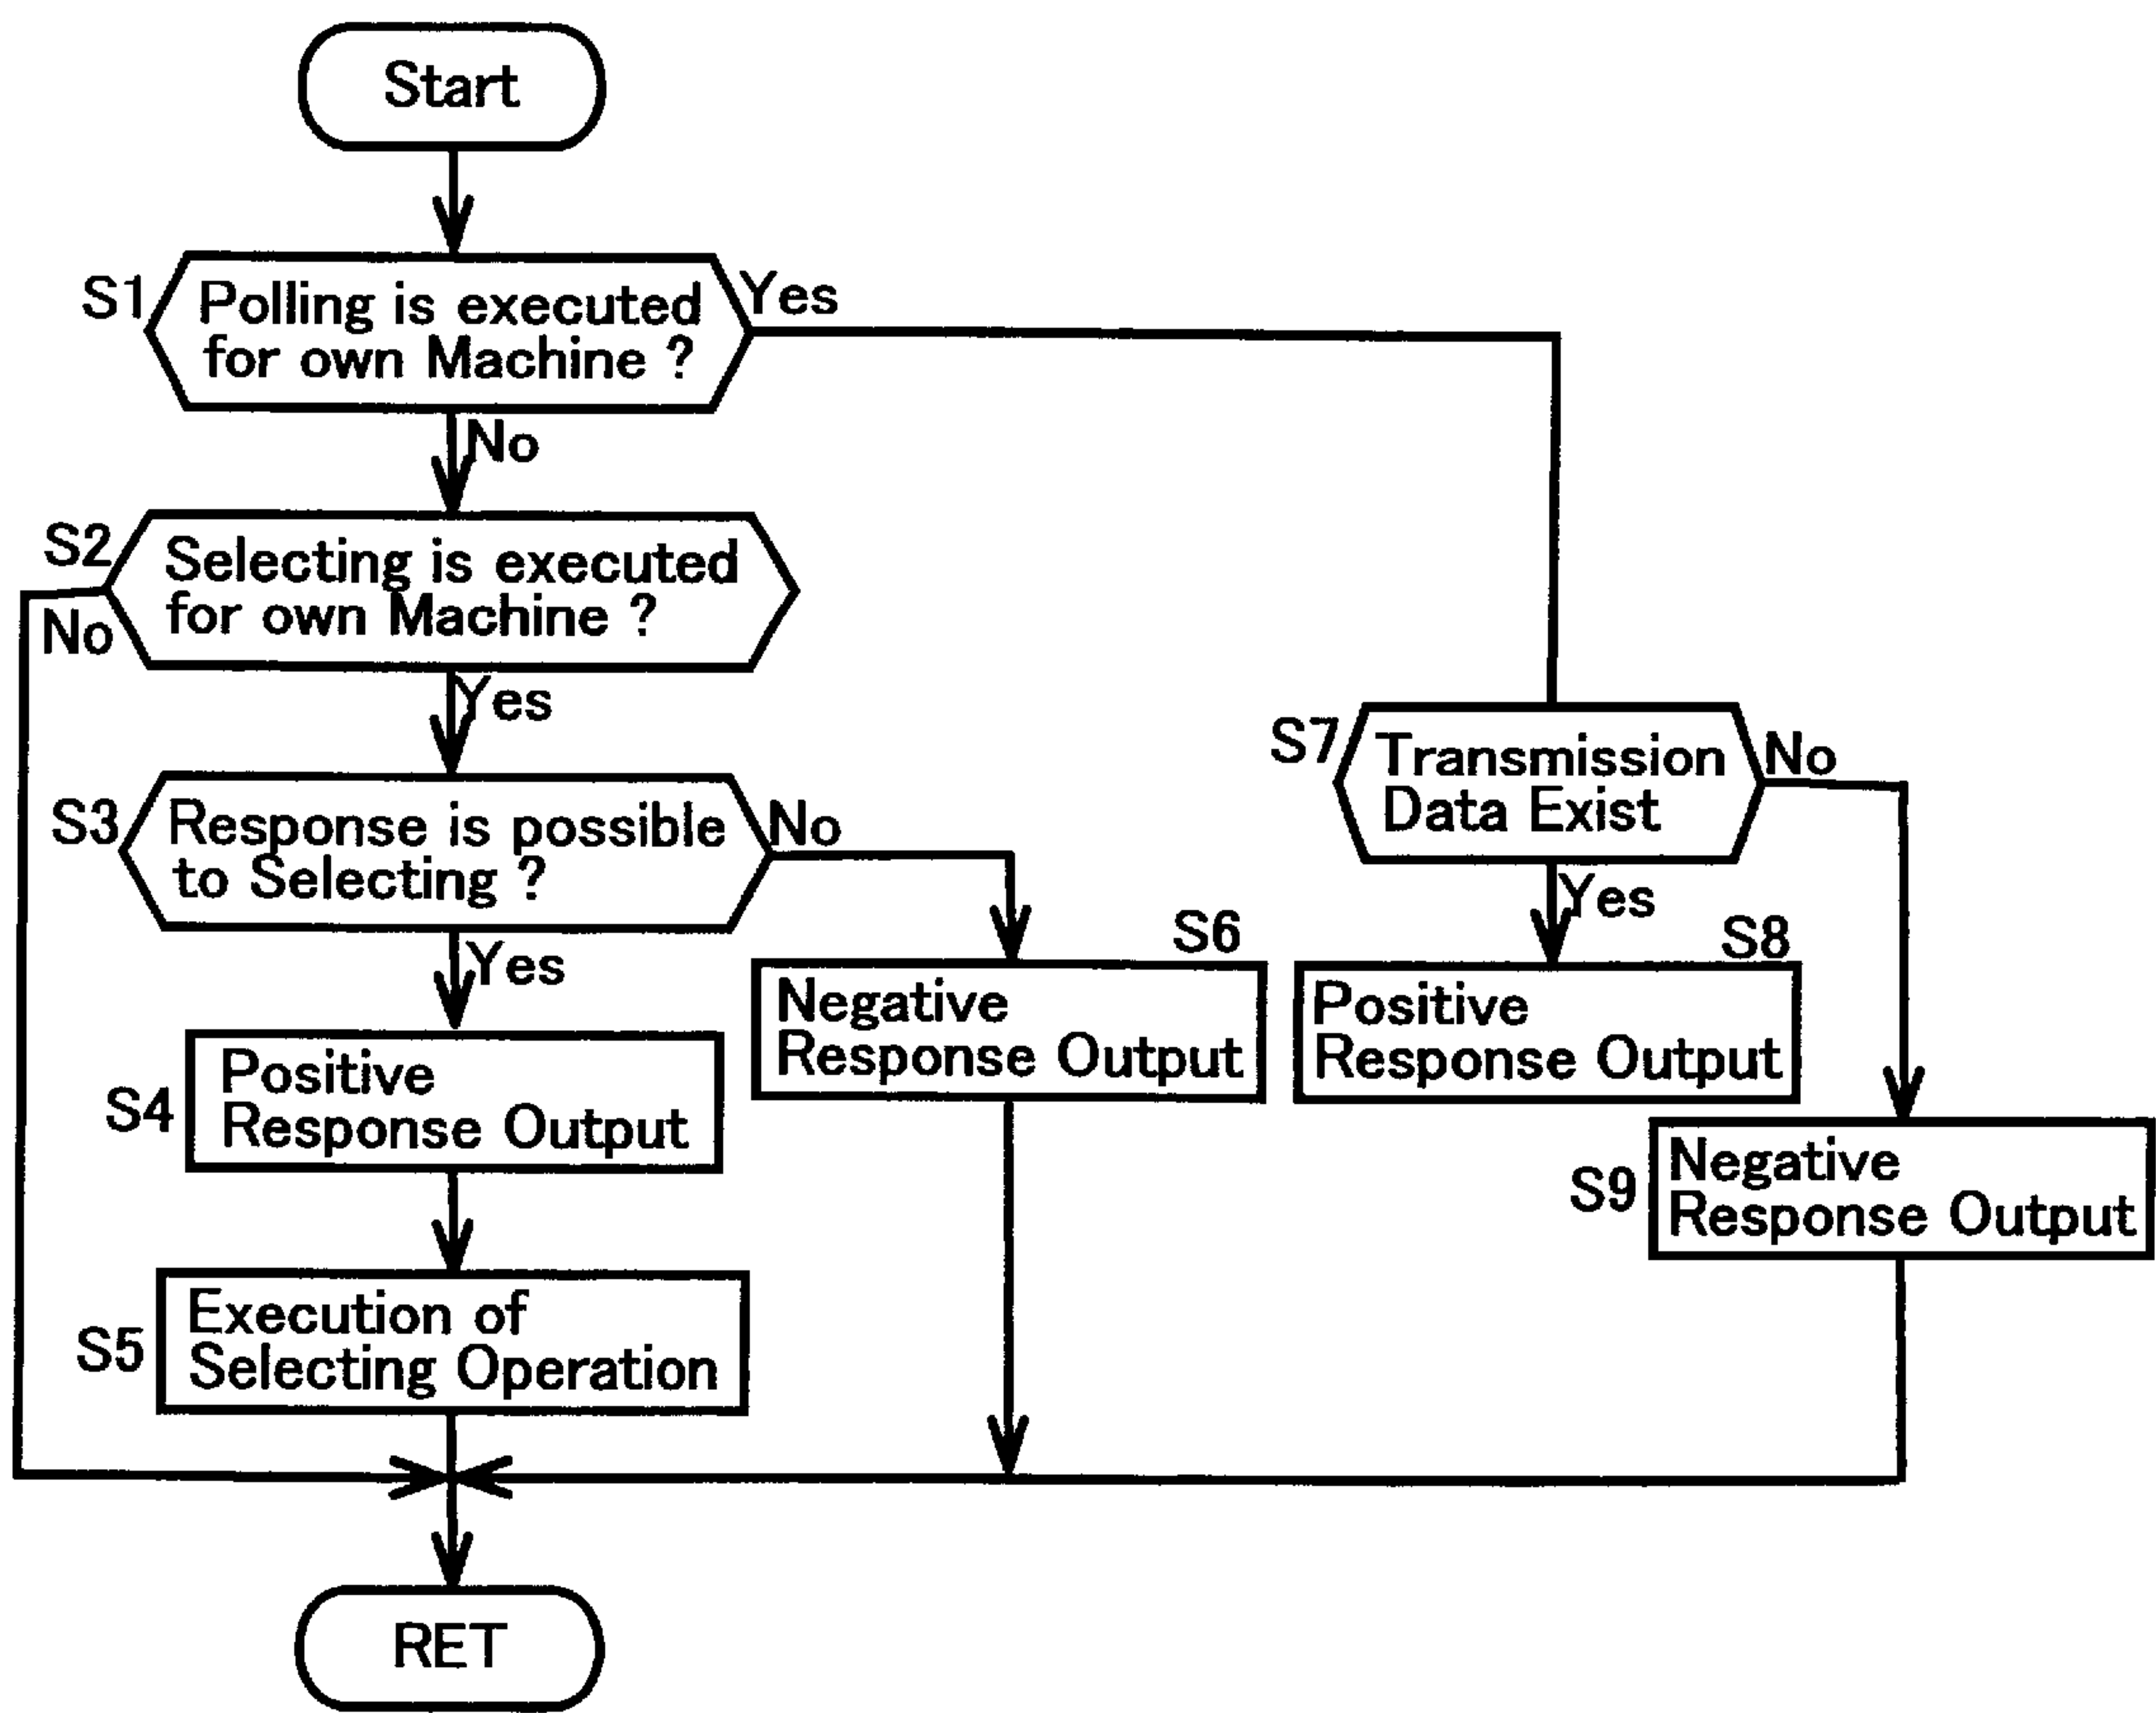 Start
S1
Polling is executed
for own Machine ?
Yes
No
S2
Selecting is executed
for own Machine ?
No
Yes
S3
Response is possible
to Selecting ?
No
Yes
S7
Transmission
Data Exist
No
Yes
S6
Negative
Response Output
S8
Positive
Response Output
S4
Positive
Response Output
S9
Negative
Response Output
S5
Execution of
Selecting Operation
RET